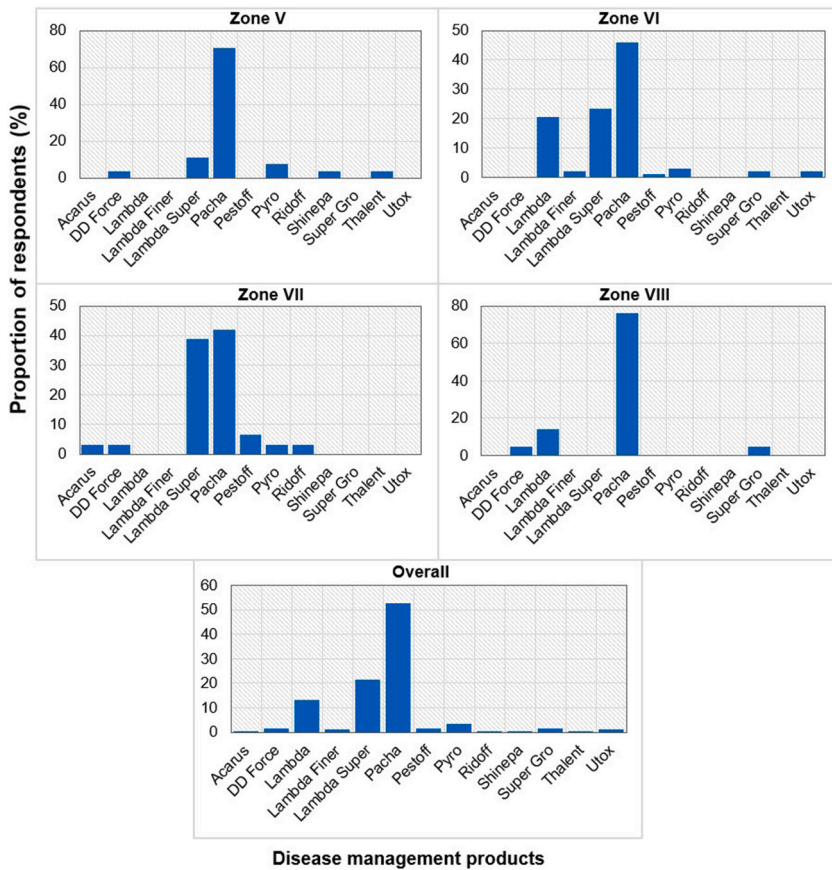 Proportion of respondents (%)
Zone V
80
60
40
20
0
Acarus
DD Force
Lambda
Lambda Finer
Lambda Super
Pacha
Pestoff
Pyro
Ridoff
Shinepa
Super Gro
Thalent
Utox
Zone VI
50
40
30
20
10
0
Acarus
DD Force
Lambda
Lambda Finer
Lambda Super
Pacha
Pestoff
Pyro
Ridoff
Shinepa
Super Gro
Thalent
Utox
Zone VII
50
40
30
20
10
0
Acarus
DD Force
Lambda
Lambda Finer
Lambda Super
Pacha
Pestoff
Pyro
Ridoff
Shinepa
Super Gro
Thalent
Utox
Zone VIII
80
60
40
20
0
Acarus
DD Force
Lambda
Lambda Finer
Lambda Super
Pacha
Pestoff
Pyro
Ridoff
Shinepa
Super Gro
Thalent
Utox
Overall
60
50
40
30
20
10
0
Acarus
DD Force
Lambda
Lambda Finer
Lambda Super
Pacha
Pestoff
Pyro
Ridoff
Shinepa
Super Gro
Thalent
Utox
Disease management products